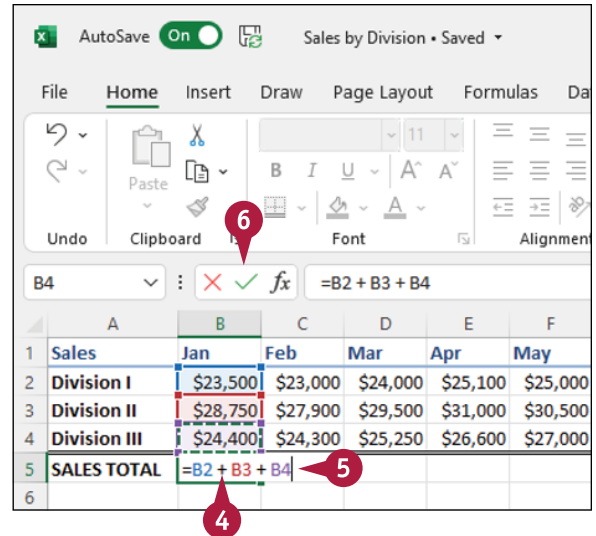 AutoSave On Sales by Division • Saved
File Home Insert Draw Page Layout Formulas Da
11
Paste B I U A A
Undo Clipboard Font Alignment
6
B4 fx =B2 + B3 + B4
A B C D E F
1 Sales Jan Feb Mar Apr May
2 Division I $23,500 $23,000 $24,000 $25,100 $25,000
3 Division II $28,750 $27,900 $29,500 $31,000 $30,500
4 Division III $24,400 $24,300 $25,250 $26,600 $27,000
5 SALES TOTAL =B2 + B3 + B4 5
6
4